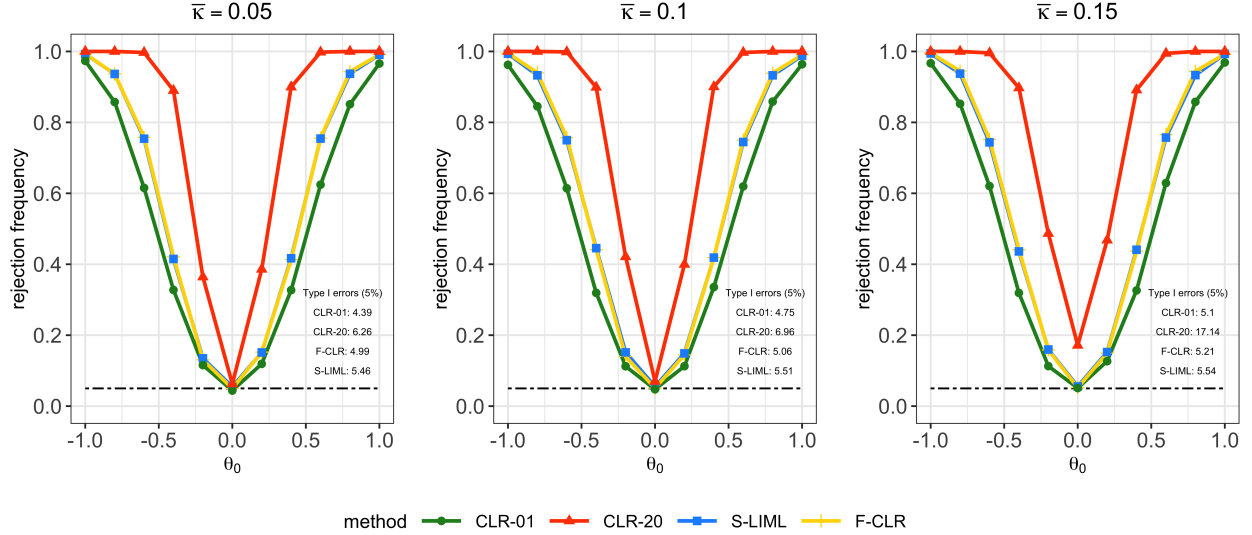 κ̅ = 0.05
κ̅ = 0.1
κ̅ = 0.15
rejection frequency
1.0
0.8
0.6
0.4
0.2
0.0
Type I errors (5%)
CLR-01: 4.39
CLR-20: 6.26
F-CLR: 4.99
S-LIML: 5.46
-1.0 -0.5 0.0 0.5 1.0
θ0
rejection frequency
1.0
0.8
0.6
0.4
0.2
0.0
Type I errors (5%)
CLR-01: 4.75
CLR-20: 6.96
F-CLR: 5.06
S-LIML: 5.51
-1.0 -0.5 0.0 0.5 1.0
θ0
rejection frequency
1.0
0.8
0.6
0.4
0.2
0.0
Type I errors (5%)
CLR-01: 5.1
CLR-20: 17.14
F-CLR: 5.21
S-LIML: 5.54
-1.0 -0.5 0.0 0.5 1.0
θ0
method CLR-01 CLR-20 S-LIML F-CLR